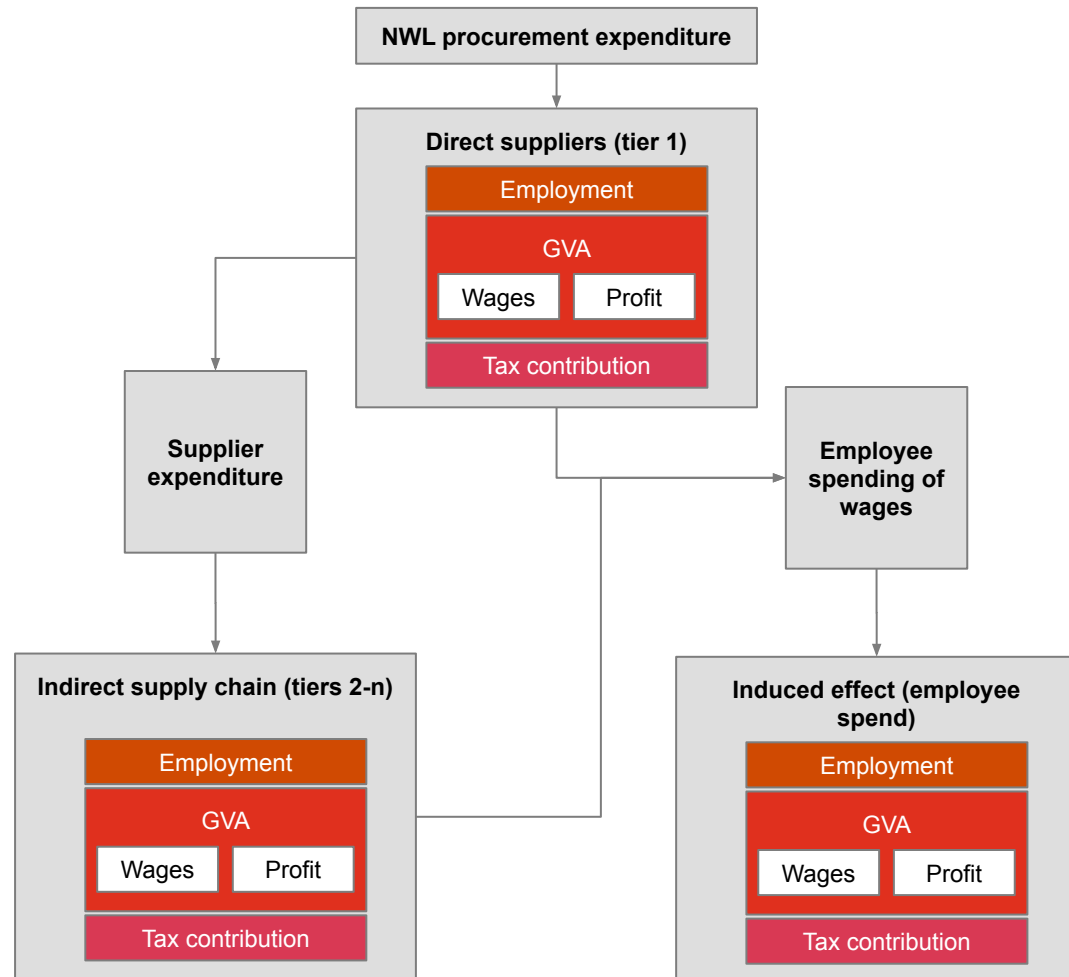 NWL procurement expenditure
Direct suppliers (tier 1)
Employment
GVA
Wages
Profit
Tax contribution
Supplier
expenditure
Employee
spending of
wages
Indirect supply chain (tiers 2-n)
Employment
GVA
Wages
Profit
Tax contribution
Induced effect (employee
spend)
Employment
GVA
Wages
Profit
Tax contribution